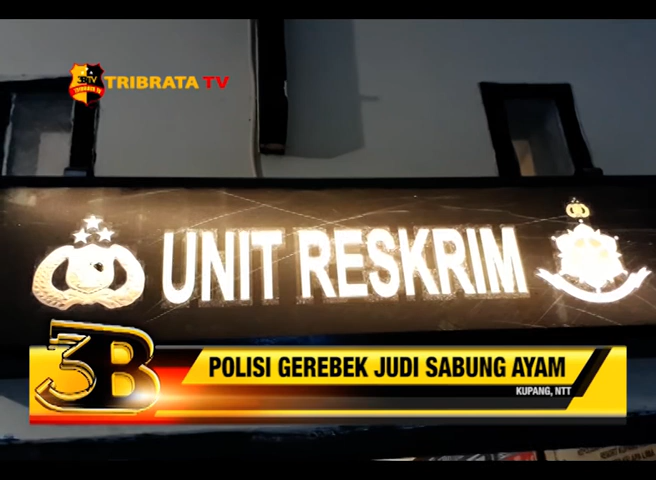 TRIBRATA TV
UNIT RESKRIM
3B
POLISI GEREBEK JUDI SABUNG AYAM
KUPANG, NTT